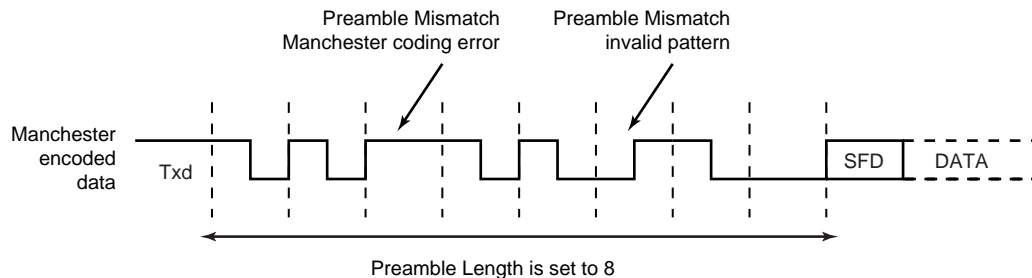 Preamble Mismatch
Manchester coding error
Preamble Mismatch
invalid pattern
Manchester
encoded
data
Txd
SFD
DATA
Preamble Length is set to 8